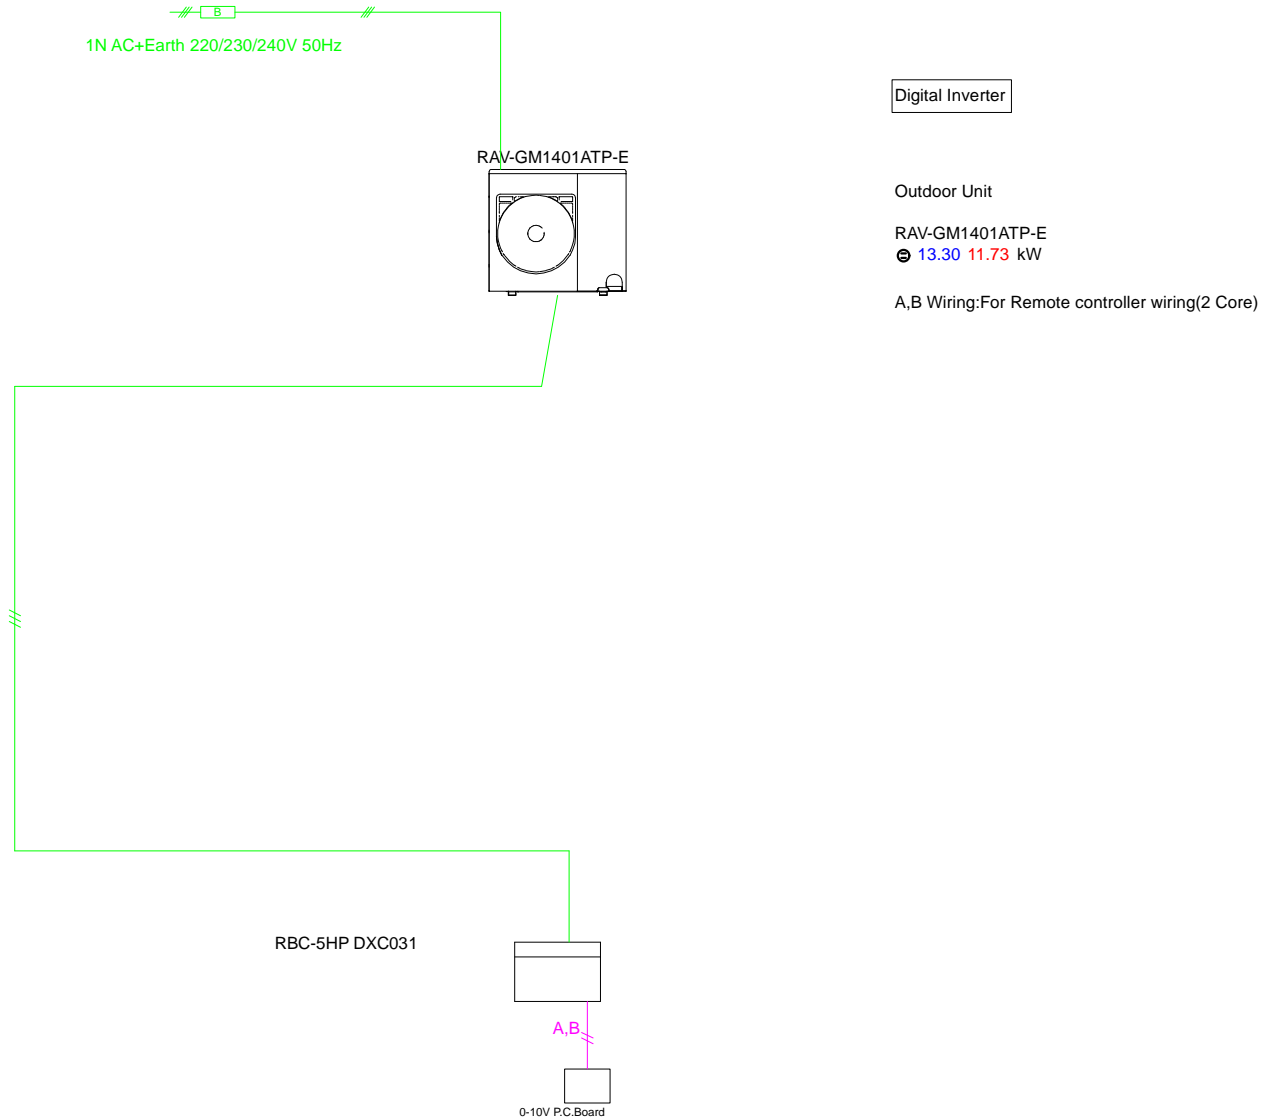 B
1N AC+Earth 220/230/240V 50Hz
Digital Inverter
RAV-GM1401ATP-E
Outdoor Unit
RAV-GM1401ATP-E
13.30 11.73 kW
A,B Wiring:For Remote controller wiring(2 Core)
RBC-5HP DXC031
A,B
0-10V P.C.Board